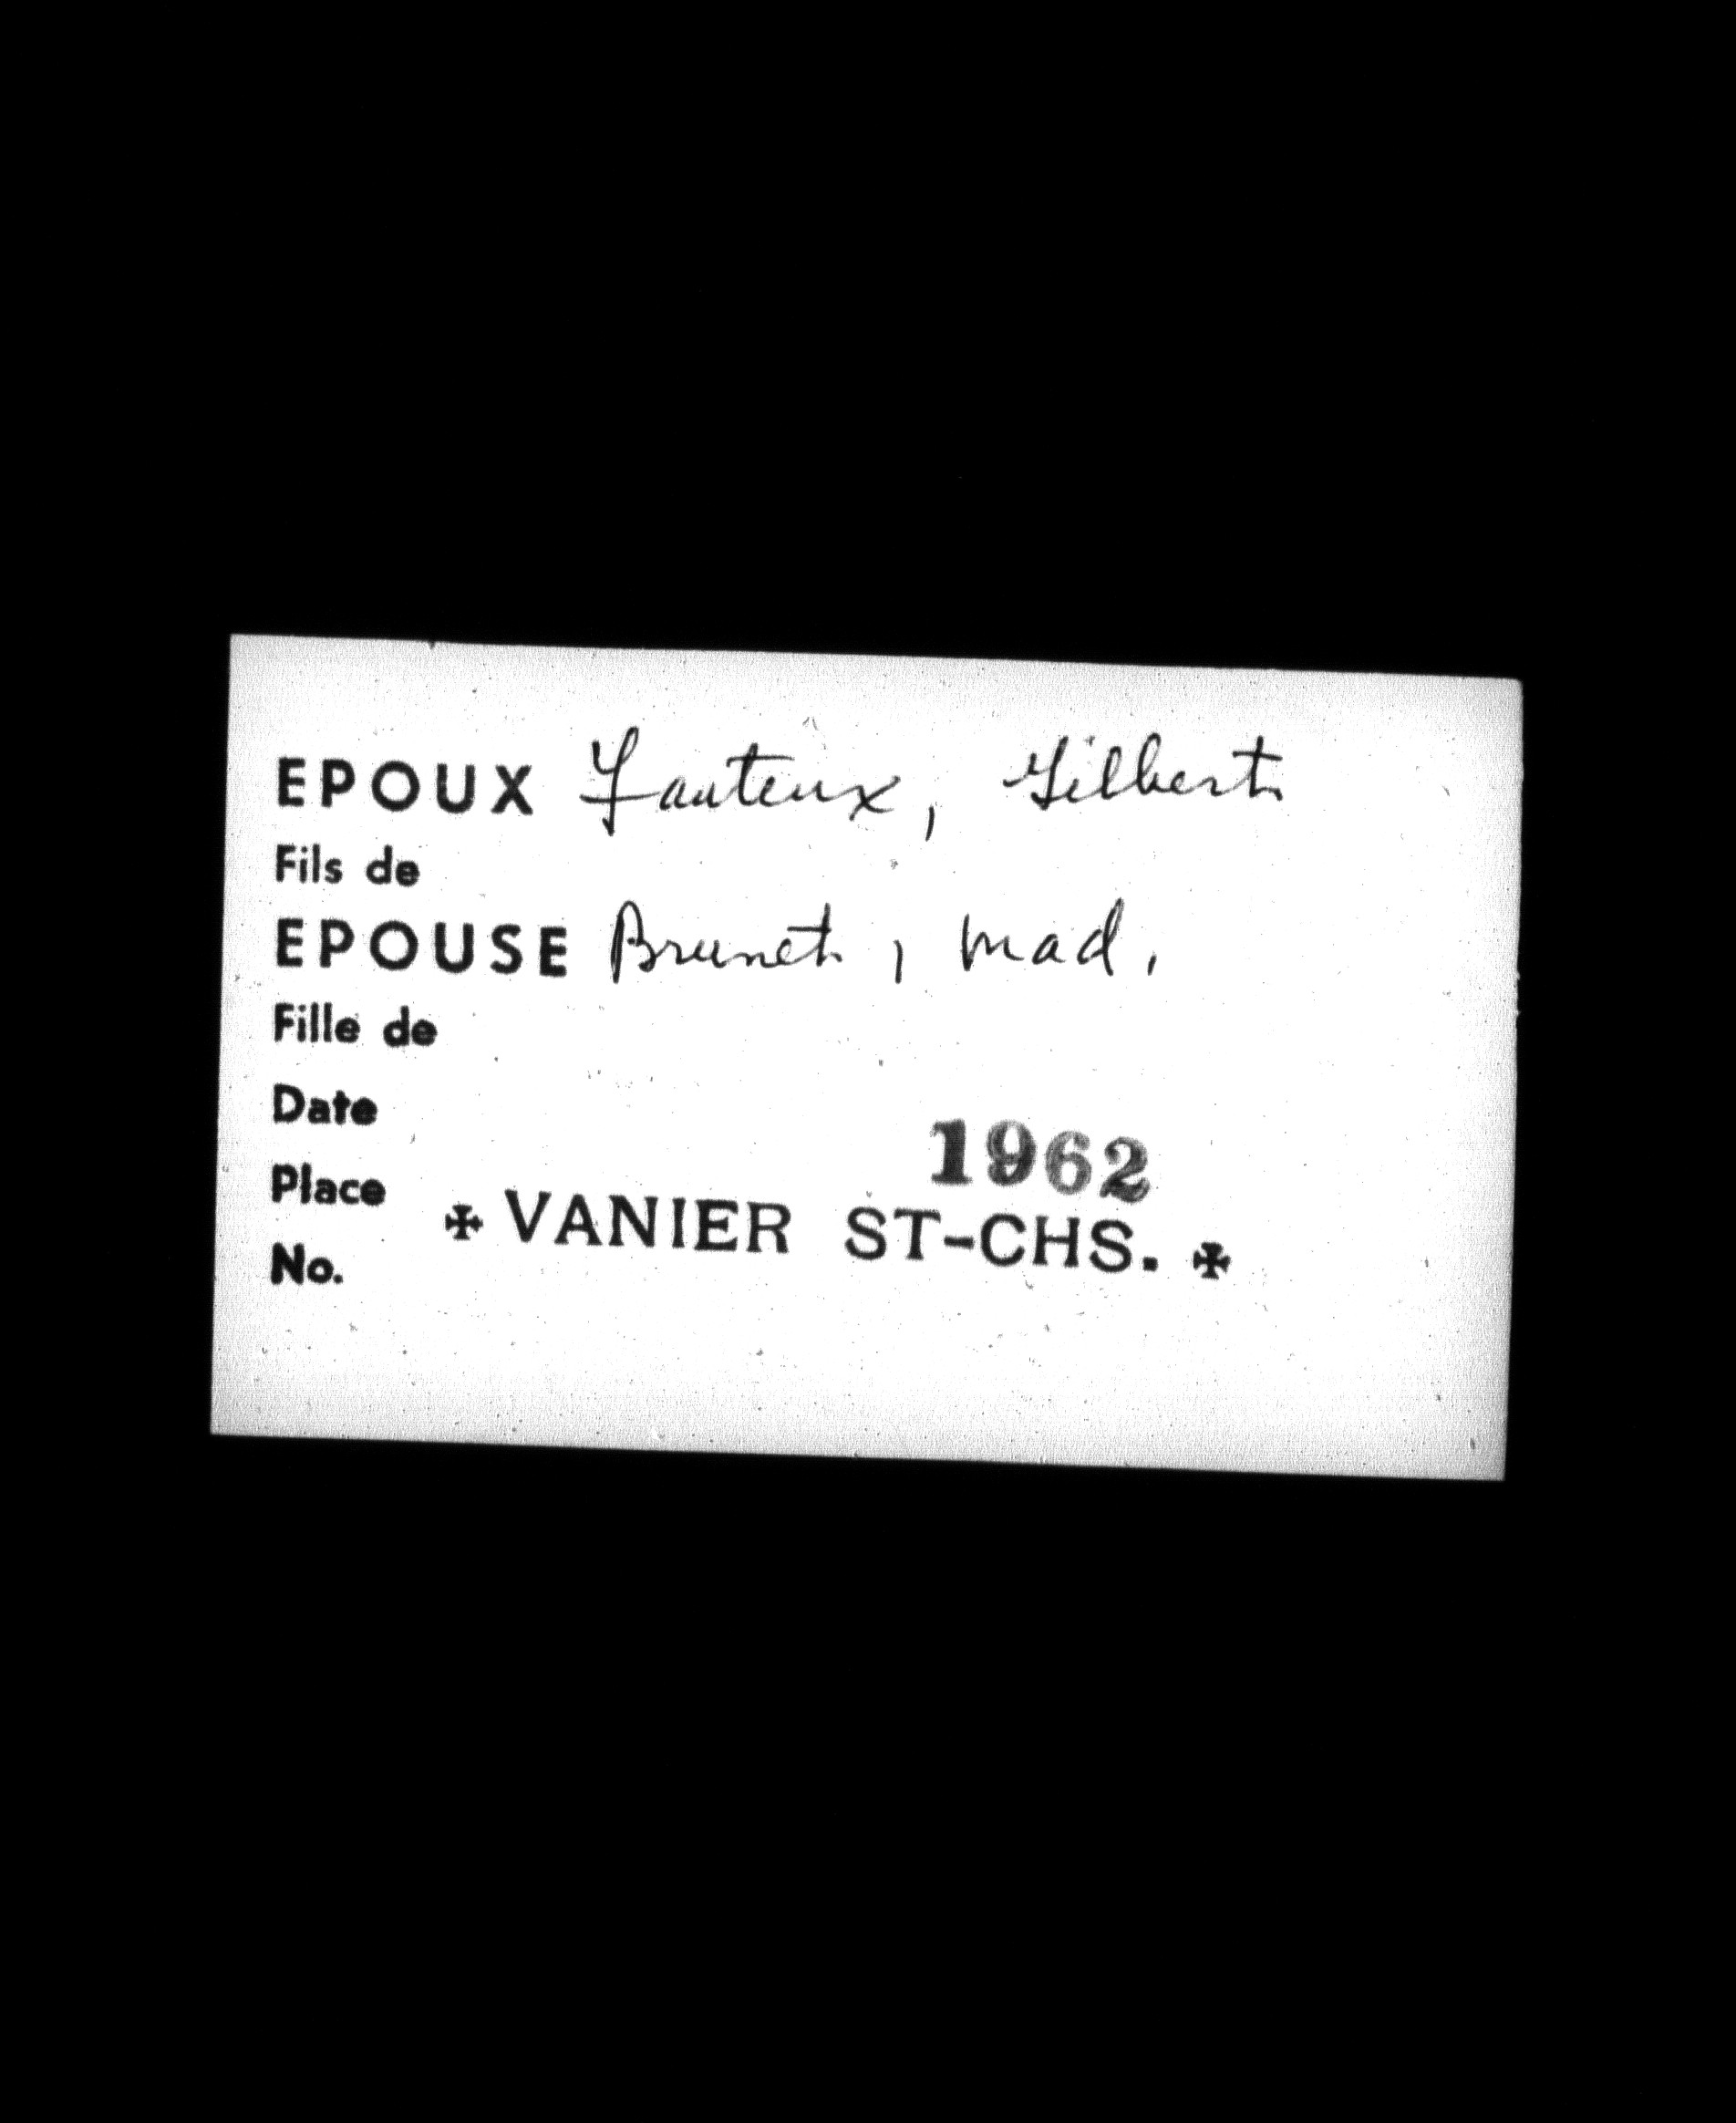 EPOUX Fauteux, Gilbert
Fils de
EPOUSE Brunet, Mad.
Fille de
Date 1962
Place ✠ VANIER ST-CHS. ✠
No.